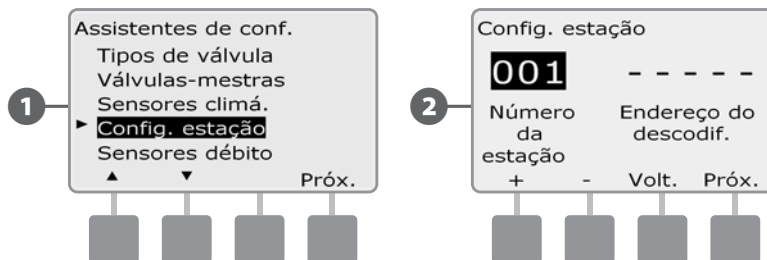 1
Assistentes de conf.
Tipos de válvula
Válvulas-mestras
Sensores climá.
► Config. estação
Sensores débito
▲ ▼ Próx.
2
Config. estação
001 - - - - -
Número da estação
Endereço do descodif.
+ - Volt. Próx.